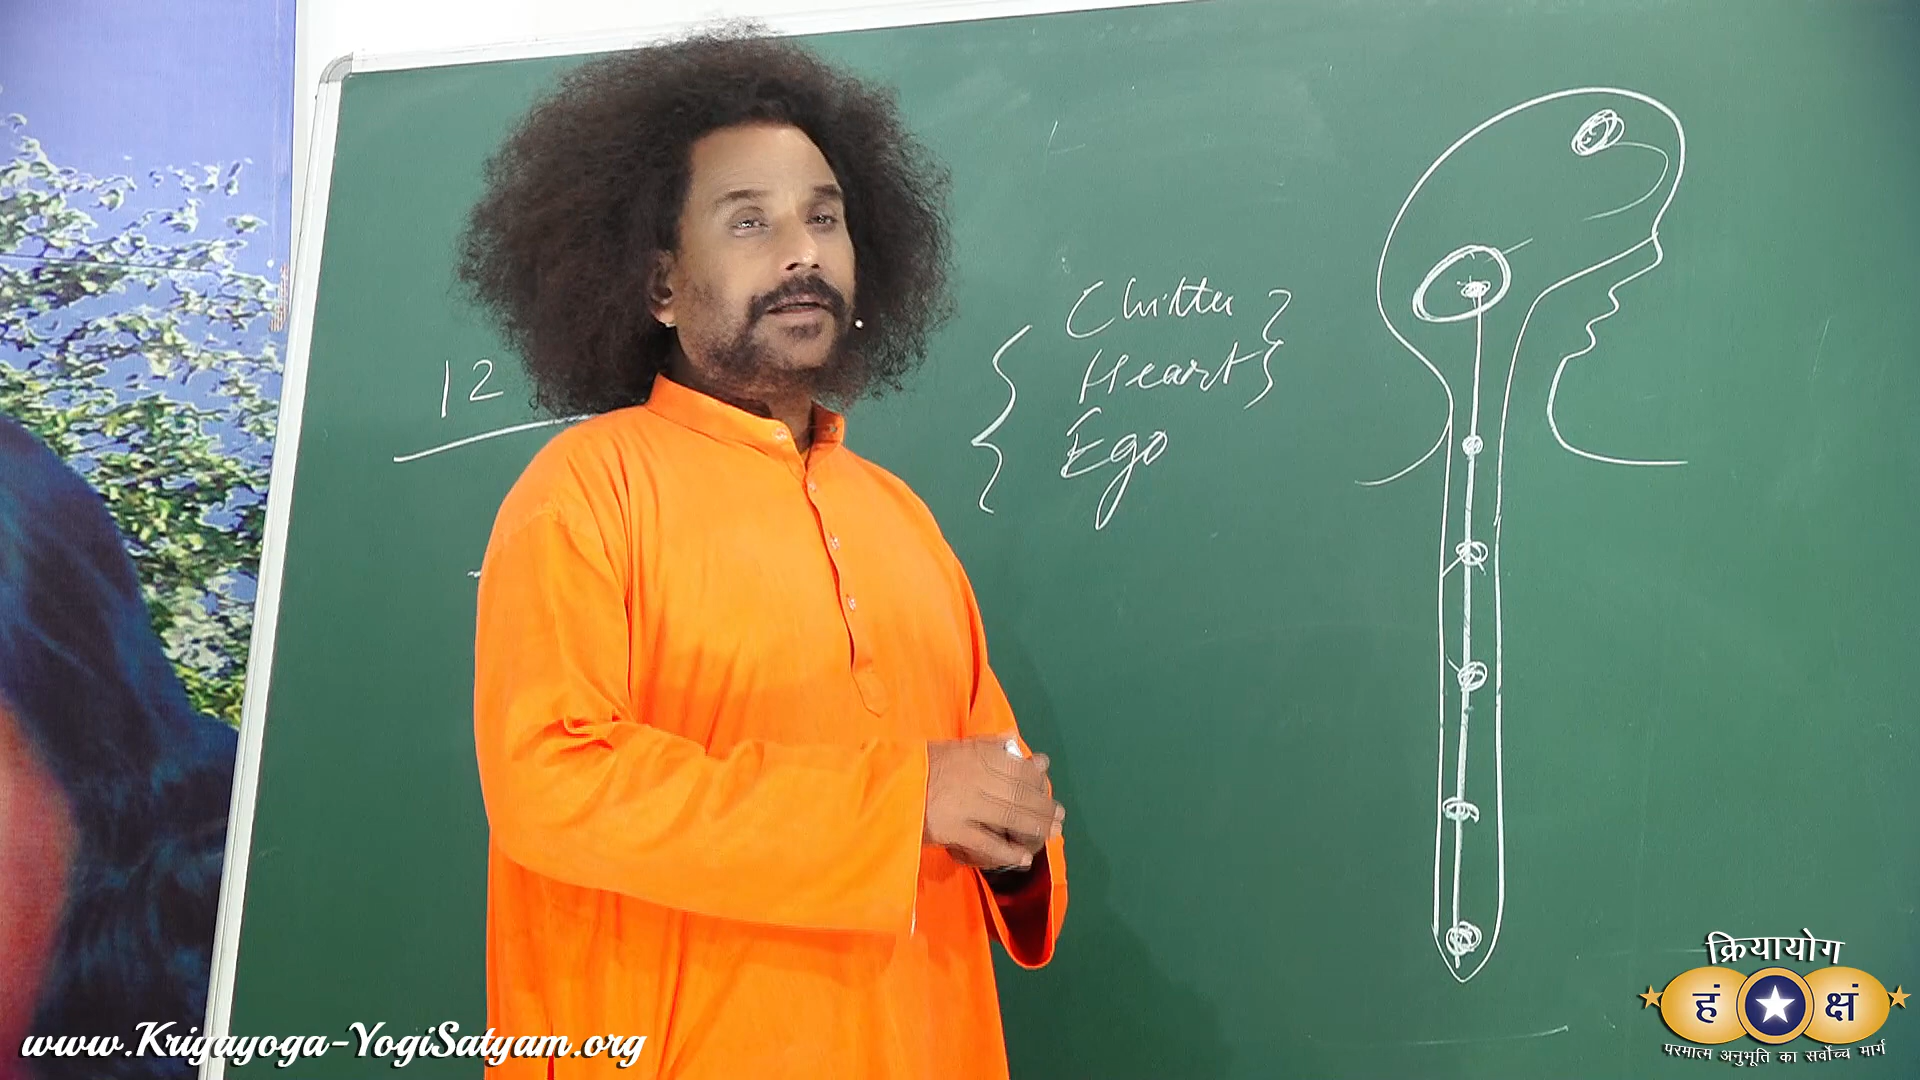 12
Chitta
Heart
Ego
क्रियायोग
हं क्षं
परमात्म अनुभूति का सर्वोच्च मार्ग
www.Kriyayoga-YogiSatyam.org